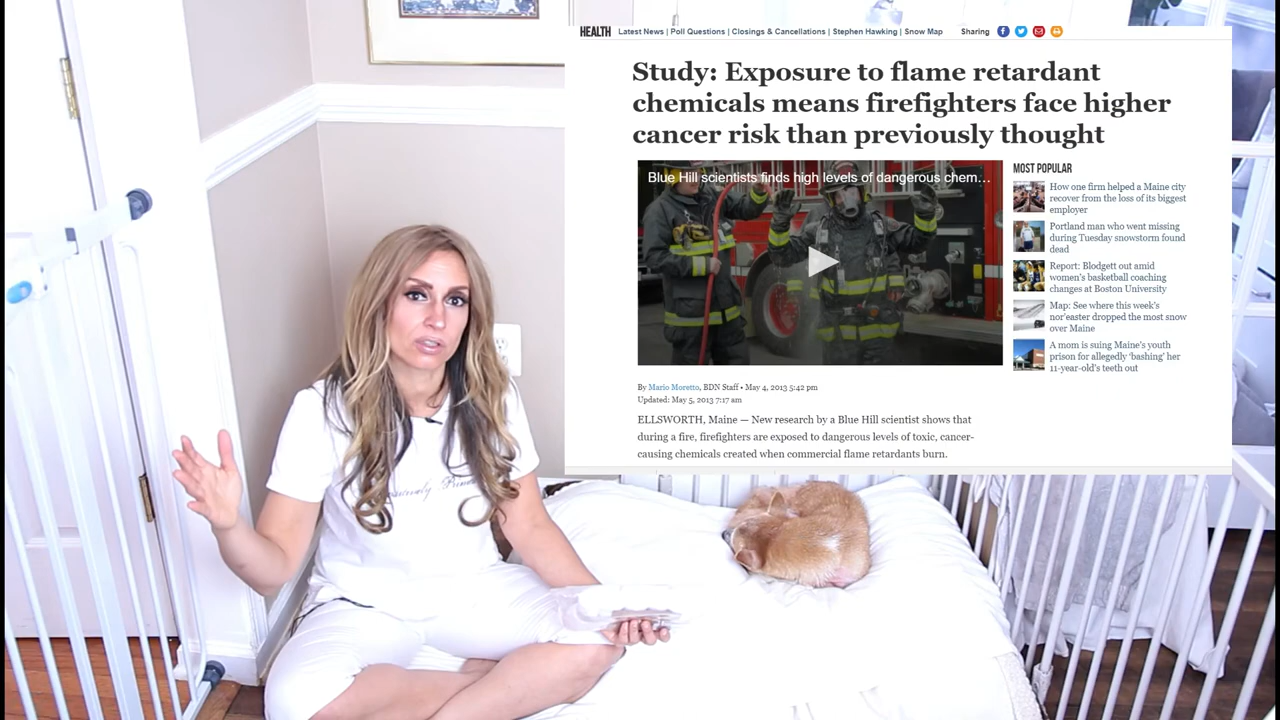 HEALTH Latest News | Poll Questions | Closings & Cancellations | Stephen Hawking | Snow Map Sharing
Study: Exposure to flame retardant
chemicals means firefighters face higher
cancer risk than previously thought
Blue Hill scientists finds high levels of dangerous chem…
By Mario Moretto, BDN Staff • May 4, 2013 5:42 pm
Updated: May 5, 2013 7:17 am
ELLSWORTH, Maine — New research by a Blue Hill scientist shows that
during a fire, firefighters are exposed to dangerous levels of toxic, cancer-
causing chemicals created when commercial flame retardants burn.
MOST POPULAR
How one firm helped a Maine city
recover from the loss of its biggest
employer
Portland man who went missing
during Tuesday snowstorm found
dead
Report: Blodgett out amid
women's basketball coaching
changes at Boston University
Map: See where this week's
nor'easter dropped the most snow
over Maine
A mom is suing Maine's youth
prison for allegedly 'bashing' her
11-year-old's teeth out